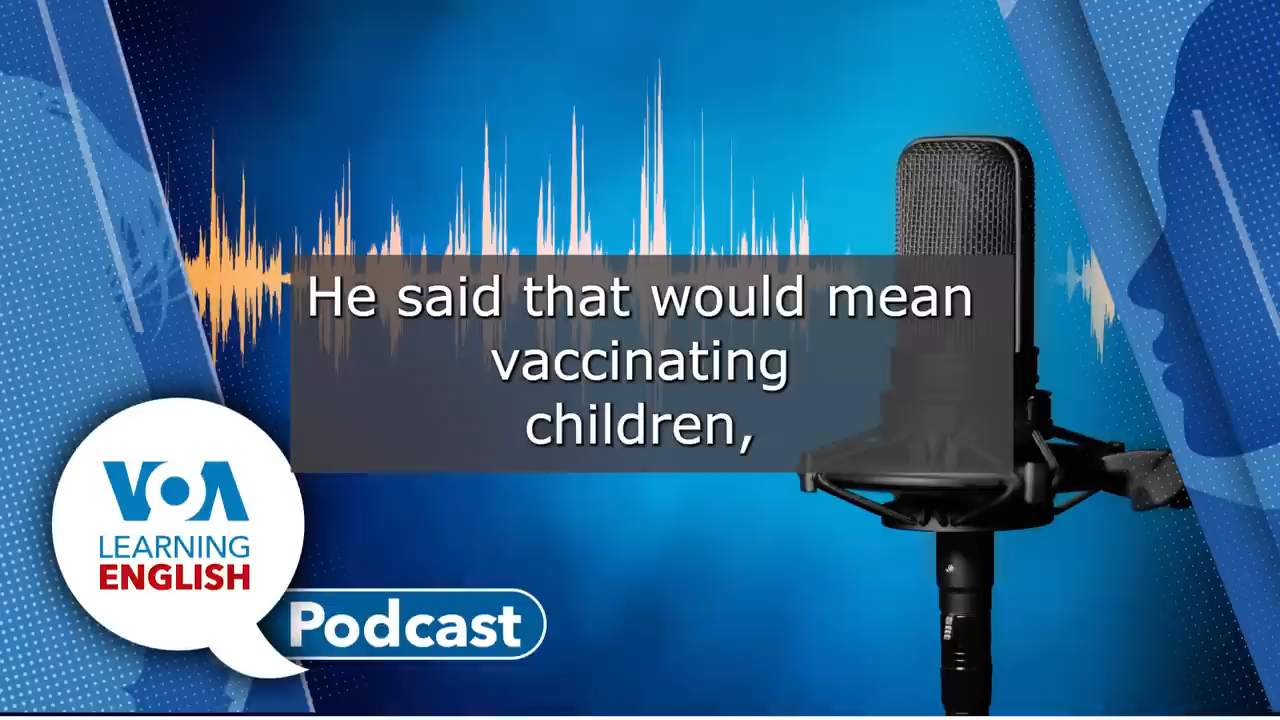 He said that would mean
vaccinating
children,
VOA
LEARNING
ENGLISH
Podcast